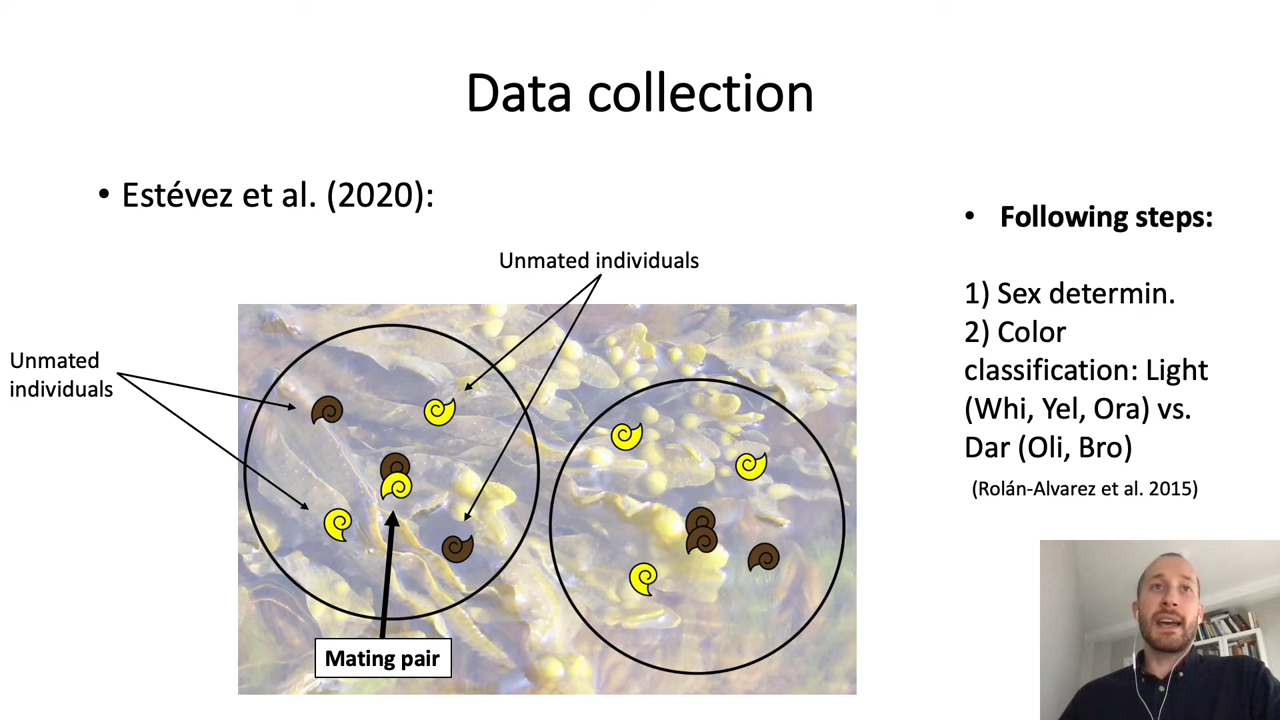 Data collection
• Estévez et al. (2020):
Unmated individuals
Unmated
individuals
Mating pair
• Following steps:
1) Sex determin.
2) Color
classification: Light
(Whi, Yel, Ora) vs.
Dar (Oli, Bro)
(Rolán-Alvarez et al. 2015)